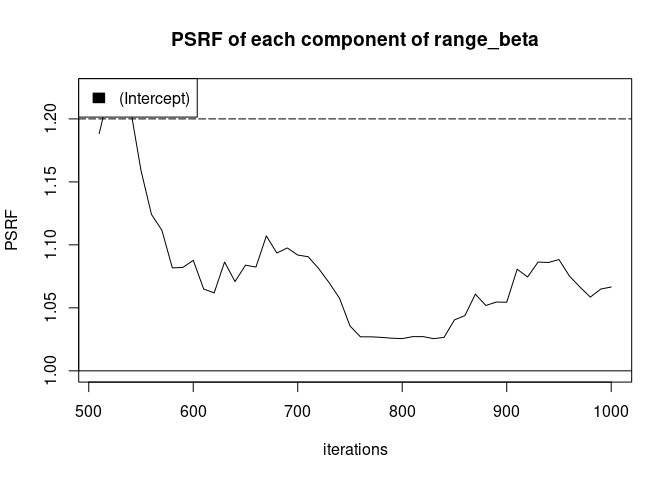 PSRF of each component of range_beta
(Intercept)
PSRF
1.20
1.15
1.10
1.05
1.00
500 600 700 800 900 1000
iterations